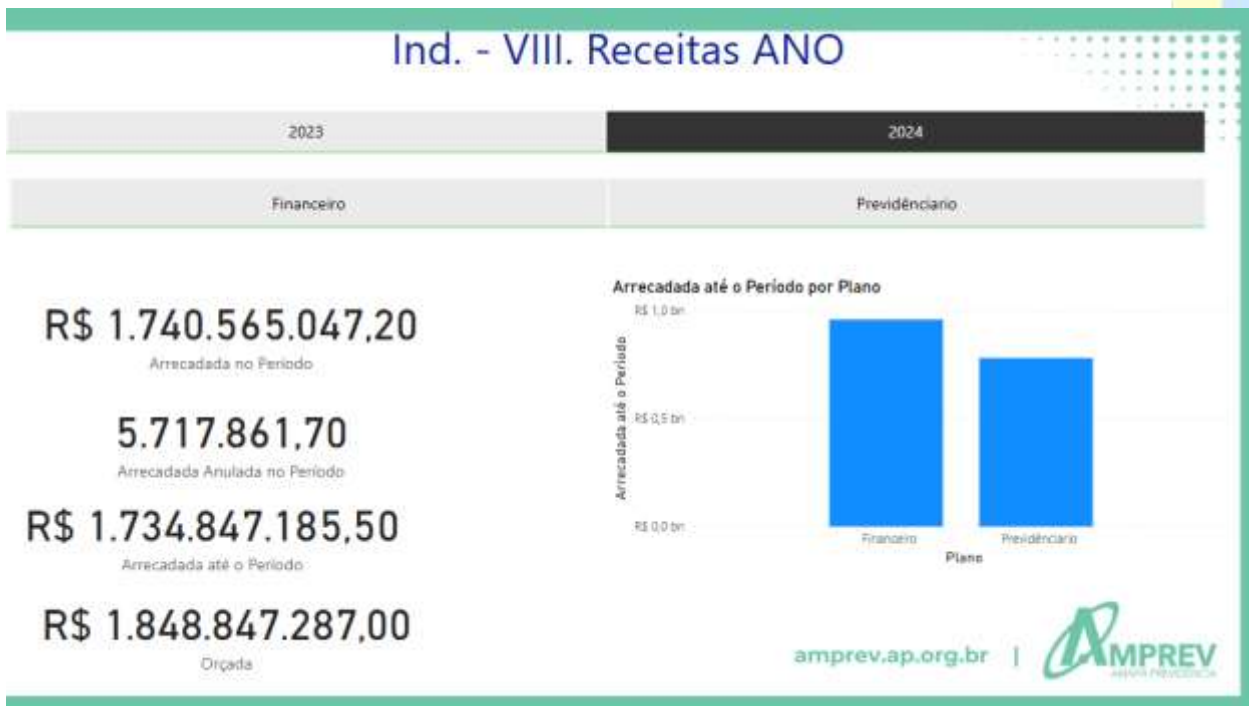 Ind. - VIII. Receitas ANO
2023
2024
Financeiro
Previdênciario
R$ 1.740.565.047,20
Arrecadada no Período
5.717.861,70
Arrecadada Anulada no Período
R$ 1.734.847.185,50
Arrecadada até o Período
R$ 1.848.847.287,00
Orçada
Arrecadada até o Período por Plano
Arrecadada até o Período
R$ 1,0 bn
R$ 0,5 bn
R$ 0,0 bn
Financeiro
Previdênciario
Plano
amprev.ap.org.br |
AMPREV
AMAPÁ PREVIDÊNCIA